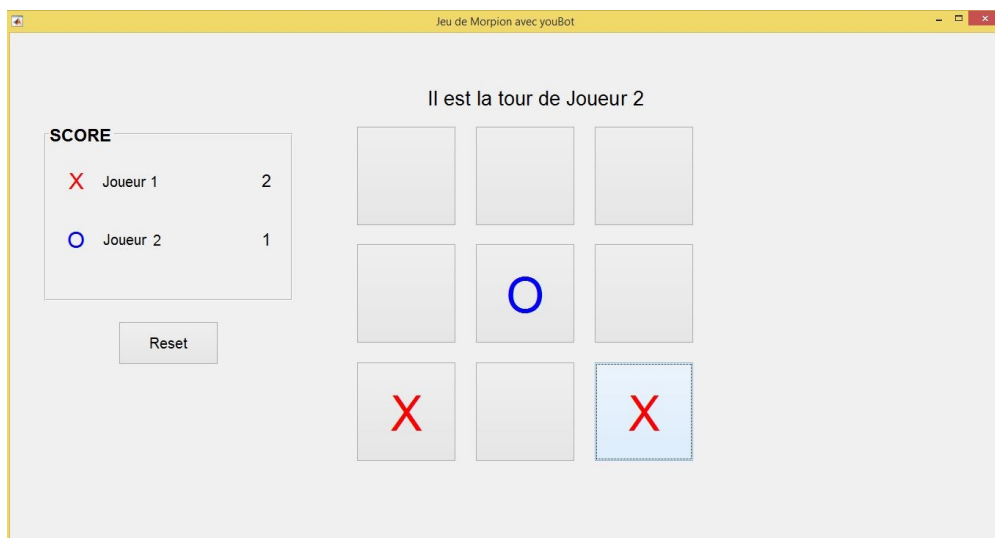 Jeu de Morpion avec youBot
Il est la tour de Joueur 2
SCORE
X Joueur 1 2
O Joueur 2 1
Reset
O
X X